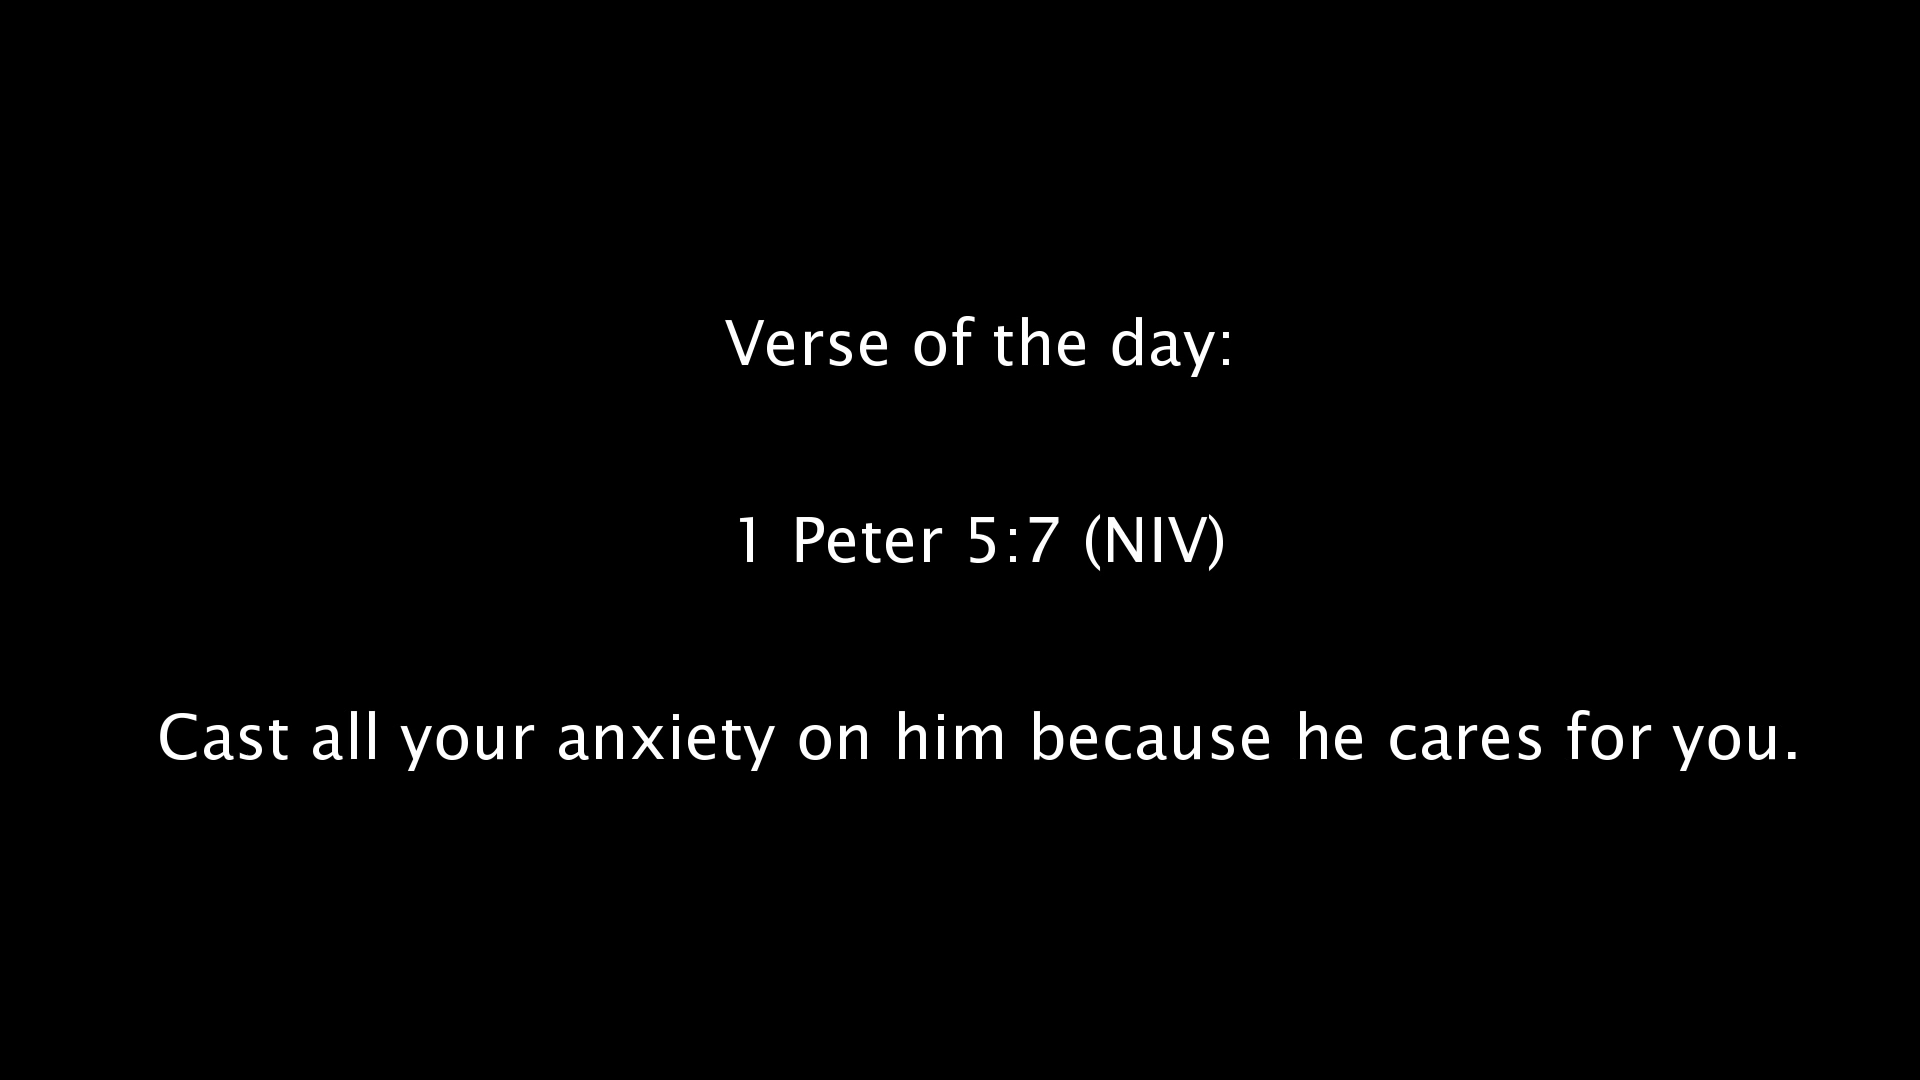 Verse of the day:
1 Peter 5:7 (NIV)
Cast all your anxiety on him because he cares for you.